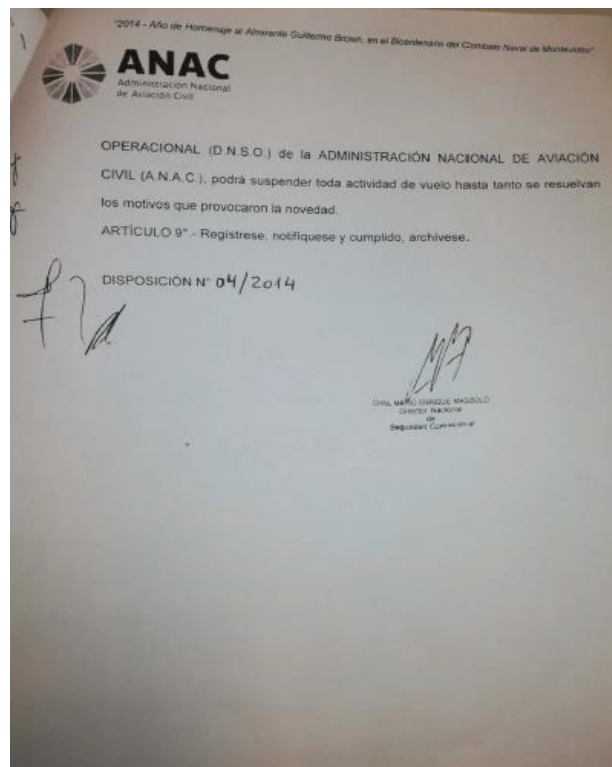 "2014 - Año de Homenaje al Almirante Guillermo Brown, en el Bicentenario del Combate Naval de Montevideo"
ANAC
Administración Nacional
de Aviación Civil
OPERACIONAL (D.N.S.O.) de la ADMINISTRACIÓN NACIONAL DE AVIACIÓN
CIVIL (A.N.A.C.), podrá suspender toda actividad de vuelo hasta tanto se resuelvan
los motivos que provocaron la novedad.
ARTÍCULO 9°.- Regístrese, notifíquese y cumplido, archívese.
DISPOSICIÓN N° 04/2014
MARIO ENRIQUE
Director Nacional
de
Seguridad Operacional